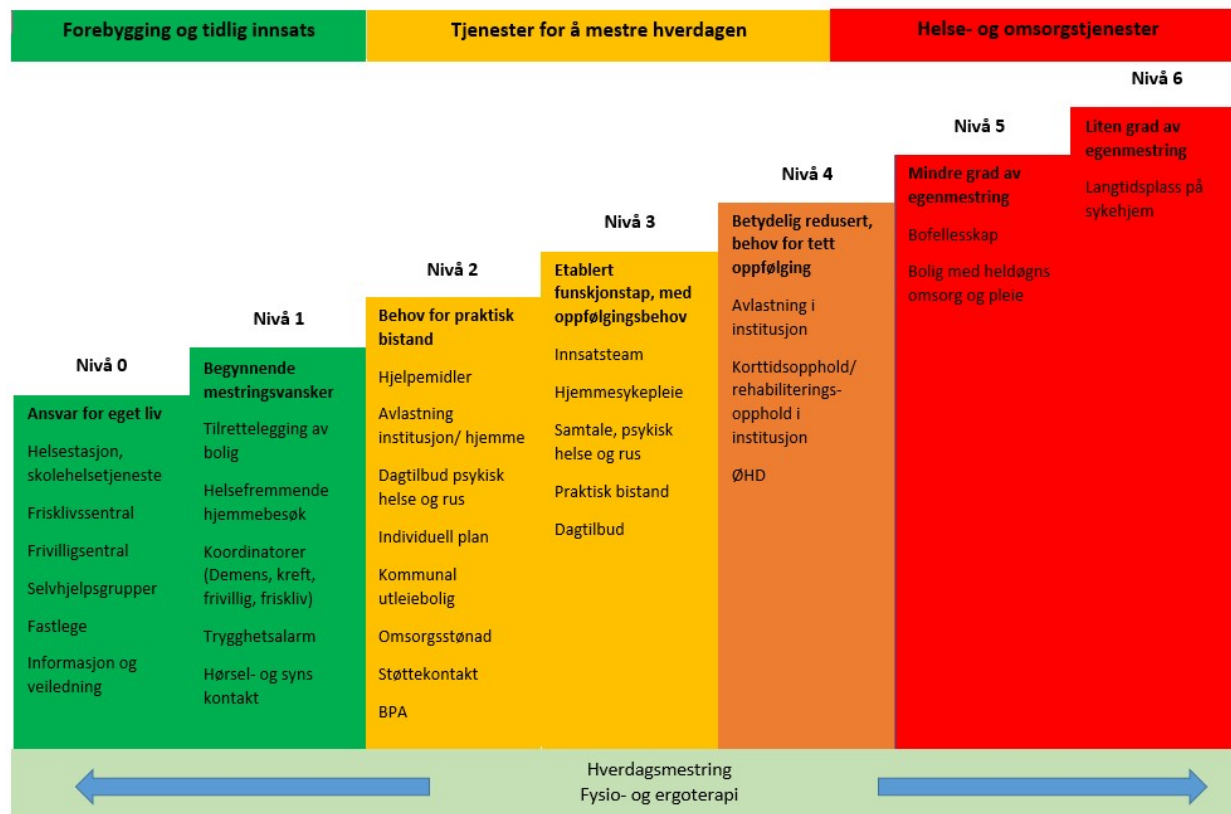 Forebygging og tidlig innsats
Tjenester for å mestre hverdagen
Helse- og omsorgstjenester
Nivå 0
Ansvar for eget liv
Helsestasjon,
skolehelsetjeneste
Frisklivssentral
Frivilligsentral
Selvhjelpsgrupper
Fastlege
Informasjon og
veiledning
Nivå 1
Begynnende
mestringsvansker
Tilrettelegging av
bolig
Helsefremmende
hjemmebesøk
Koordinatorer
(Demens, kreft,
frivillig, friskliv)
Trygghetsalarm
Hørsel- og syns
kontakt
Nivå 2
Behov for praktisk
bistand
Hjelpemidler
Avlastning
institusjon/ hjemme
Dagtilbud psykisk
helse og rus
Individuell plan
Kommunal
utleiebolig
Omsorgsstønad
Støttekontakt
BPA
Nivå 3
Etablert
funskjonstap, med
oppfølgingsbehov
Innsatsteam
Hjemmesykepleie
Samtale, psykisk
helse og rus
Praktisk bistand
Dagtilbud
Nivå 4
Betydelig redusert,
behov for tett
oppfølging
Avlastning i
institusjon
Korttidsopphold/
rehabiliterings-
opphold i
institusjon
ØHD
Nivå 5
Mindre grad av
egenmestring
Bofellesskap
Bolig med heldøgns
omsorg og pleie
Nivå 6
Liten grad av
egenmestring
Langtidsplass på
sykehjem
Hverdagsmestring
Fysio- og ergoterapi